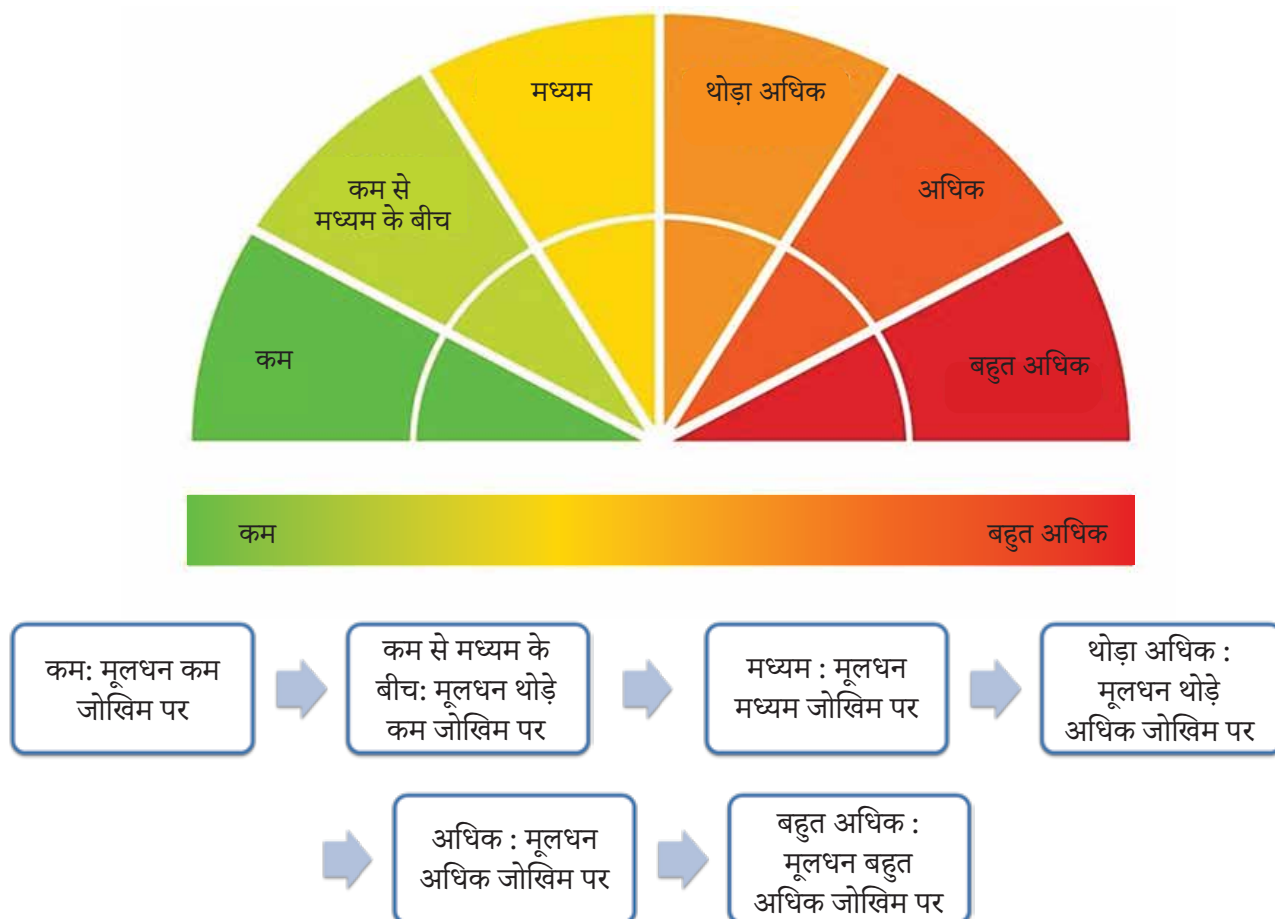 मध्यम
थोड़ा अधिक
कम से
मध्यम के बीच
अधिक
कम
बहुत अधिक
कम
बहुत अधिक
कम: मूलधन कम
जोखिम पर
कम से मध्यम के
बीच: मूलधन थोड़े
कम जोखिम पर
मध्यम : मूलधन
मध्यम जोखिम पर
थोड़ा अधिक :
मूलधन थोड़े
अधिक जोखिम पर
अधिक : मूलधन
अधिक जोखिम पर
बहुत अधिक :
मूलधन बहुत
अधिक जोखिम पर